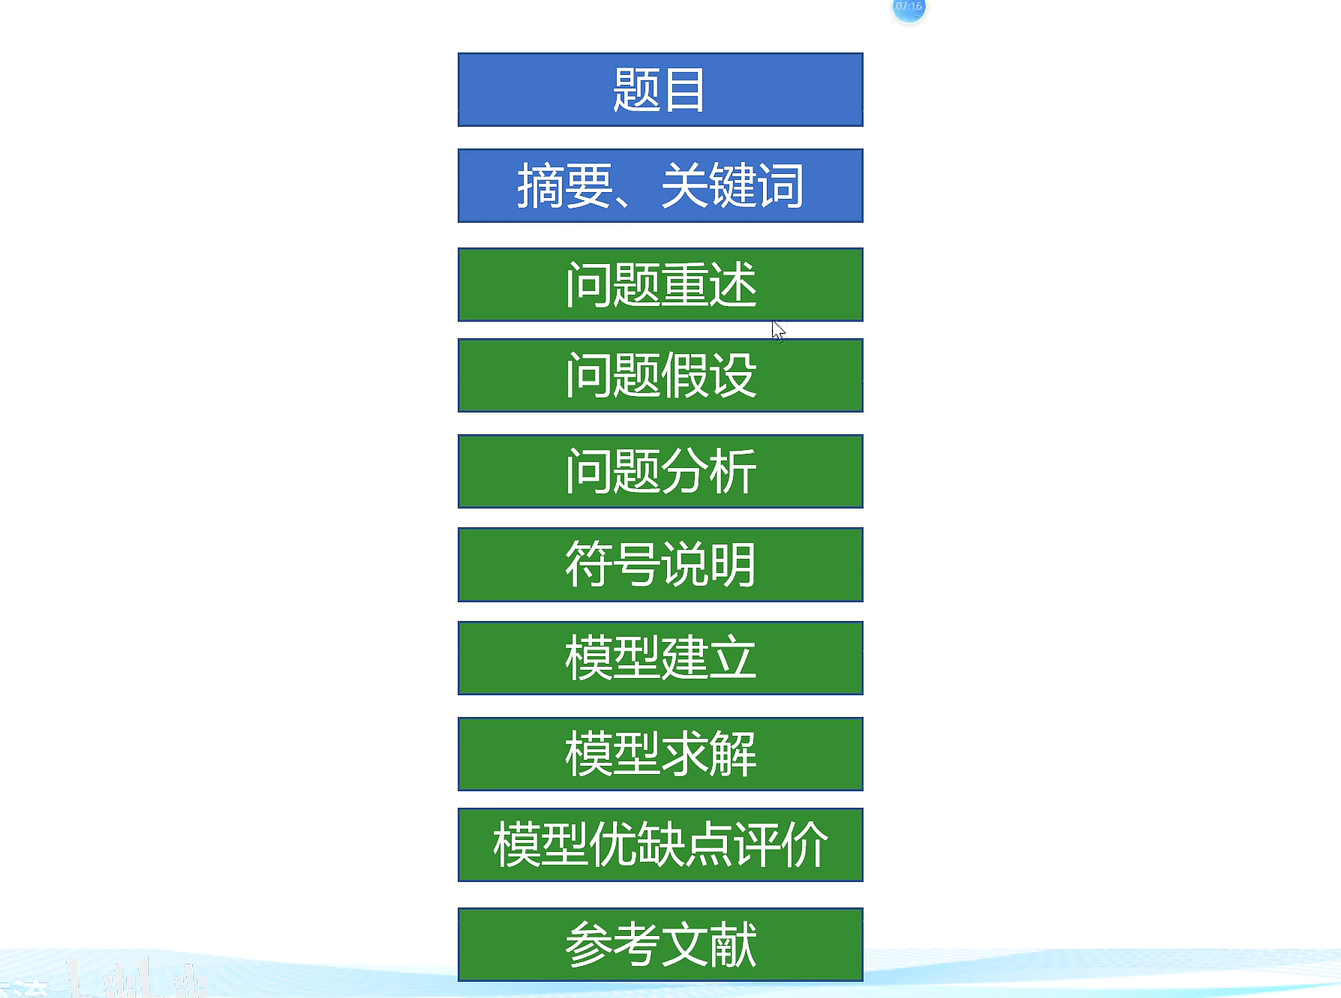 07:16
题目
摘要、关键词
问题重述
问题假设
问题分析
符号说明
模型建立
模型求解
模型优缺点评价
参考文献